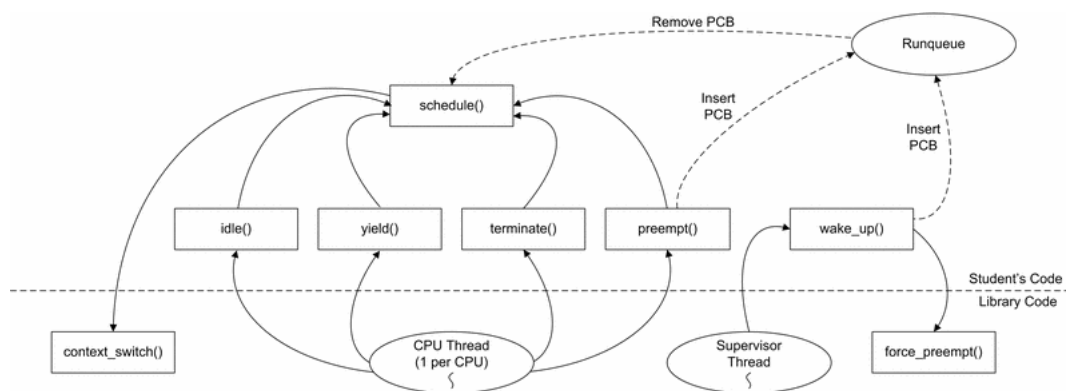 Remove PCB
Runqueue
schedule()
Insert
PCB
Insert
PCB
idle()
yield()
terminate()
preempt()
wake_up()
Student's Code
Library Code
context_switch()
CPU Thread
(1 per CPU)
Supervisor
Thread
force_preempt()